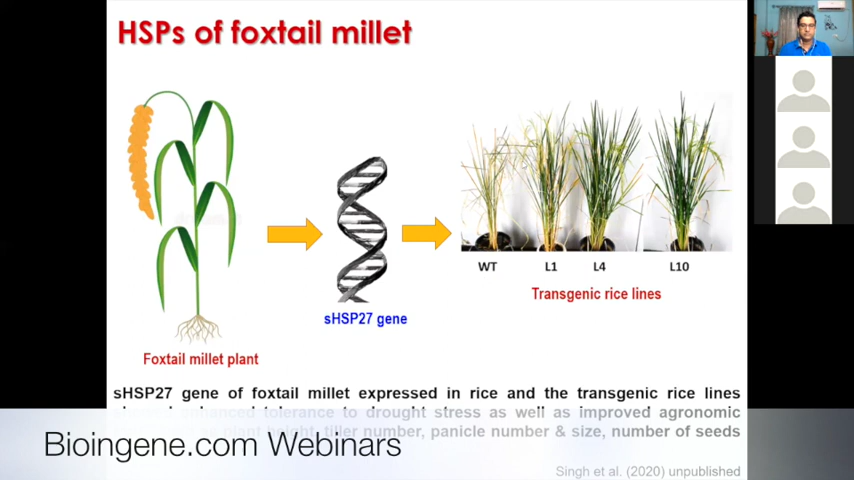 HSPs of foxtail millet
WT
L1
L4
L10
Transgenic rice lines
sHSP27 gene
Foxtail millet plant
sHSP27 gene of foxtail millet expressed in rice and the transgenic rice lines
enhanced tolerance to drought stress as well as improved agronomic
plant height, tiller number, panicle number & size, number of seeds
Bioingene.com Webinars
Singh et al. (2020) unpublished